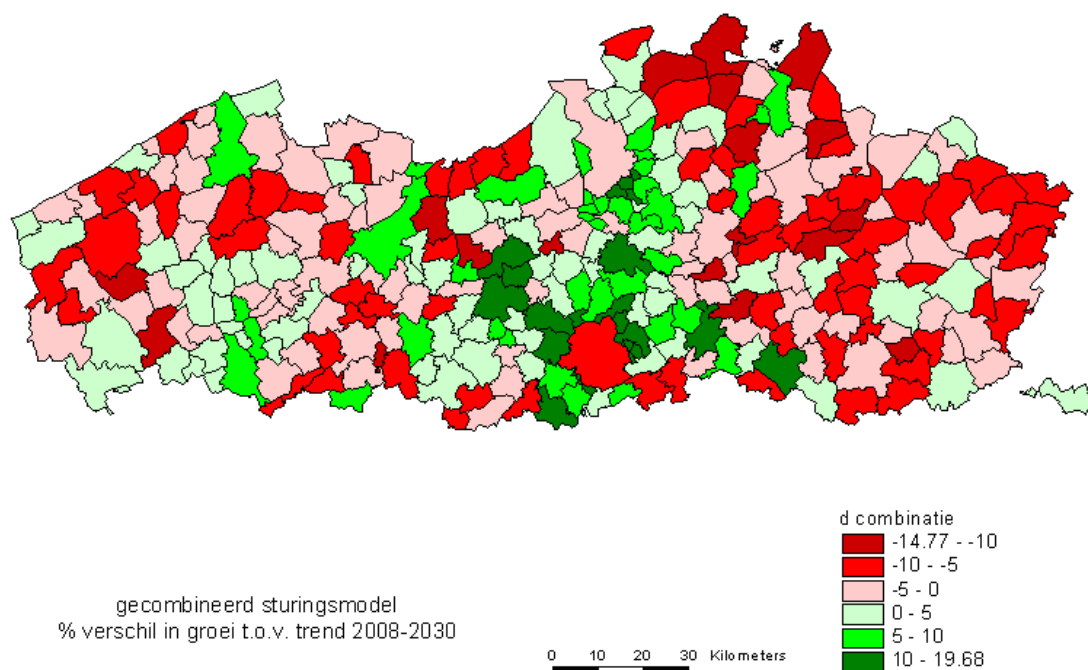 d combinatie
-14.77 - -10
-10 - -5
-5 - 0
0 - 5
5 - 10
10 - 19.68
gecombineerd sturingsmodel
% verschil in groei t.o.v. trend 2008-2030
0 10 20 30 Kilometers